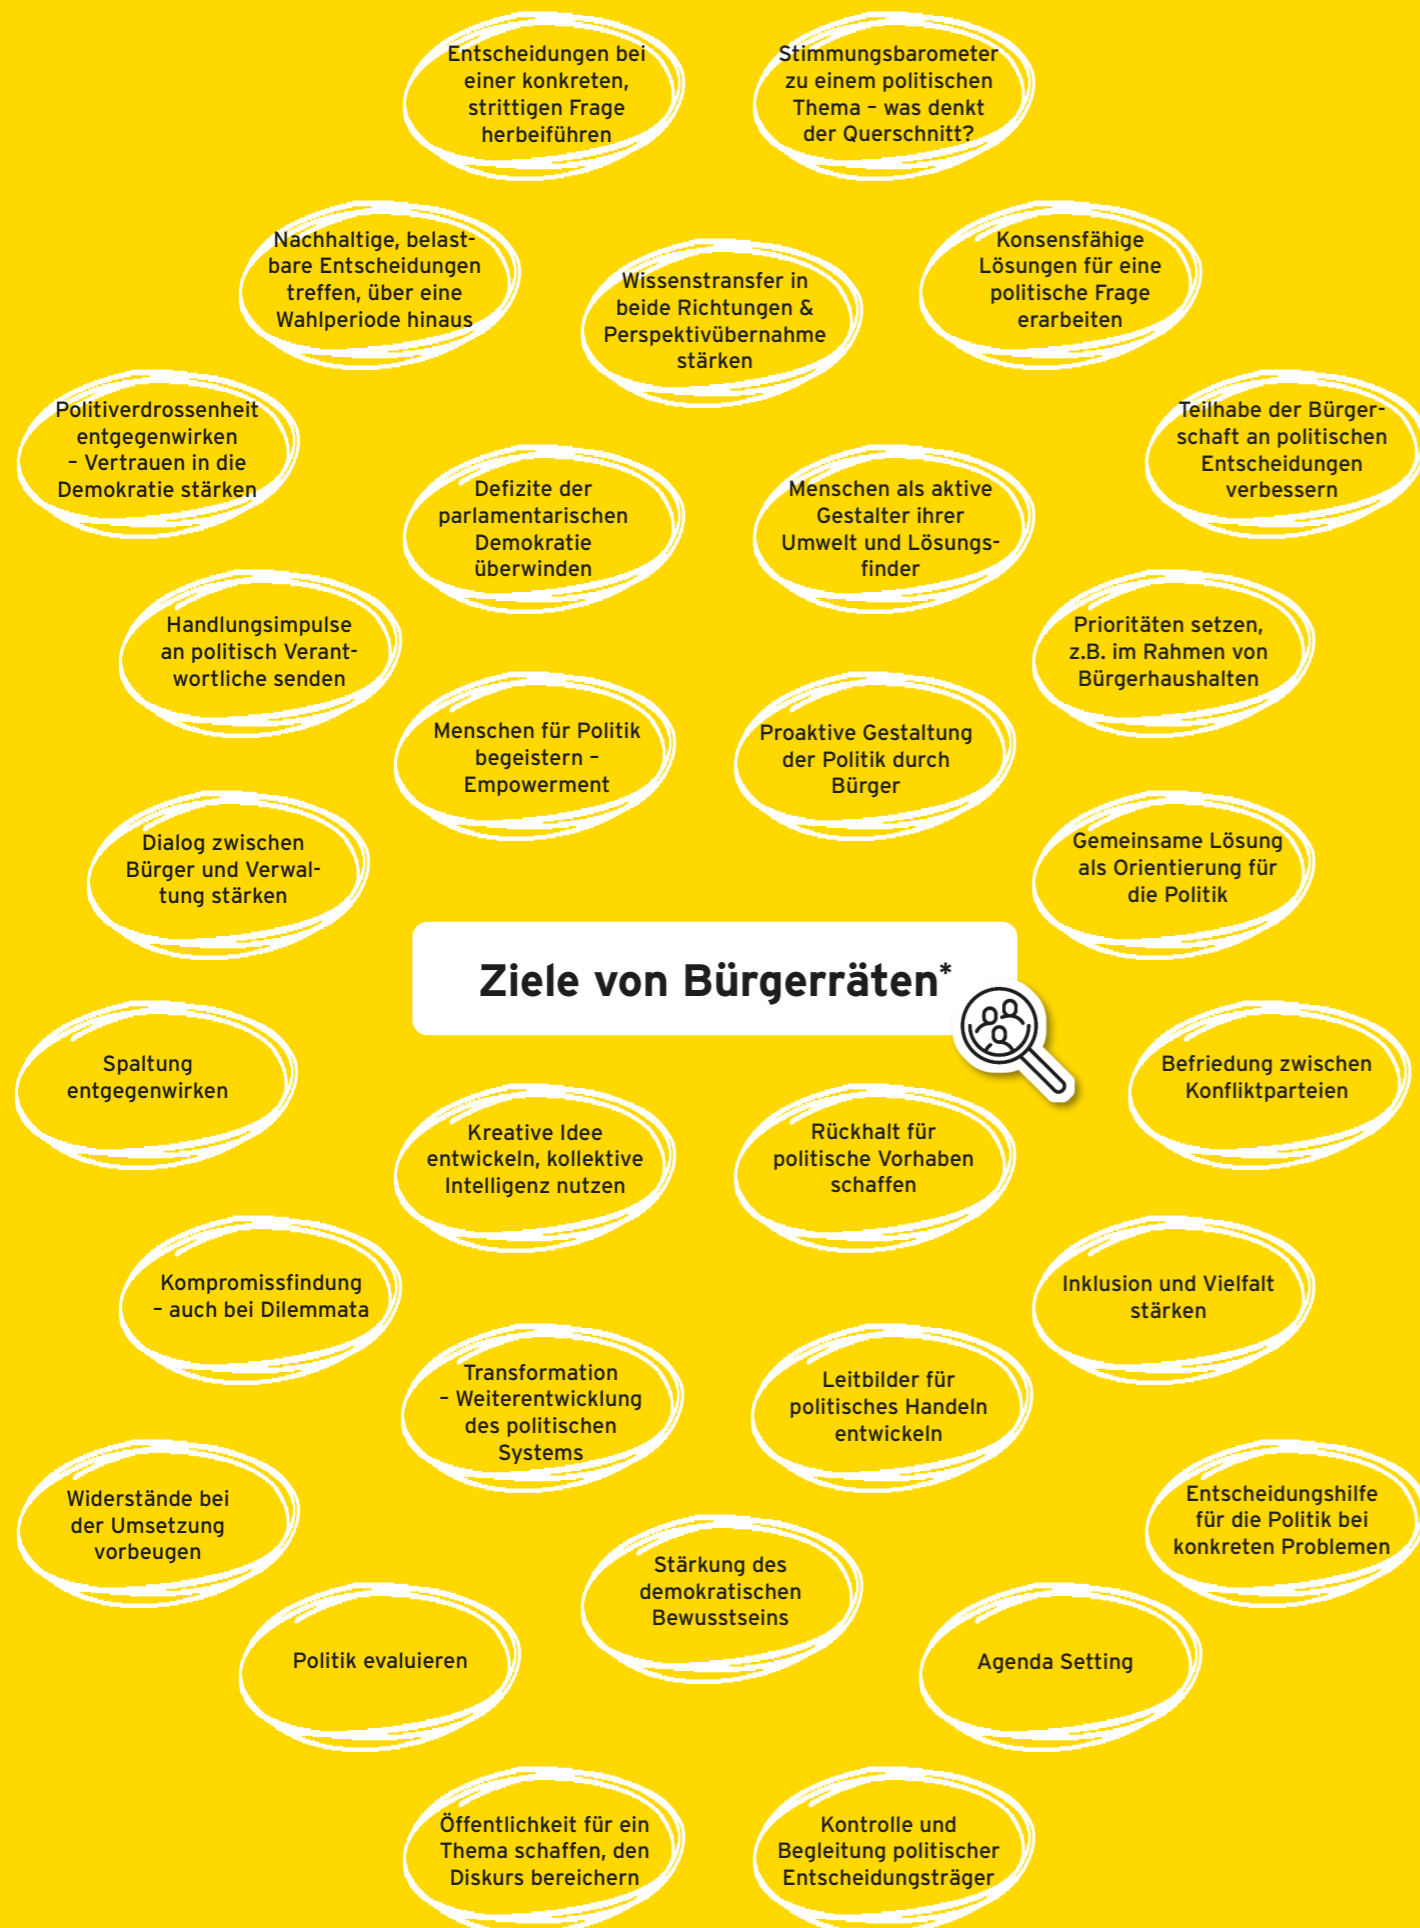 Entscheidungen bei
einer konkreten,
strittigen Frage
herbeiführen
Stimmungsbarometer
zu einem politischen
Thema – was denkt
der Querschnitt?
Nachhaltige, belast-
bare Entscheidungen
treffen, über eine
Wahlperiode hinaus
Wissenstransfer in
beide Richtungen &
Perspektivübernahme
stärken
Konsensfähige
Lösungen für eine
politische Frage
erarbeiten
Politiverdrossenheit
entgegenwirken
– Vertrauen in die
Demokratie stärken
Teilhabe der Bürger-
schaft an politischen
Entscheidungen
verbessern
Defizite der
parlamentarischen
Demokratie
überwinden
Menschen als aktive
Gestalter ihrer
Umwelt und Lösungs-
finder
Handlungsimpulse
an politisch Verant-
wortliche senden
Prioritäten setzen,
z.B. im Rahmen von
Bürgerhaushalten
Menschen für Politik
begeistern –
Empowerment
Proaktive Gestaltung
der Politik durch
Bürger
Dialog zwischen
Bürger und Verwal-
tung stärken
Gemeinsame Lösung
als Orientierung für
die Politik
Ziele von Bürgerräten*
Spaltung
entgegenwirken
Befriedung zwischen
Konfliktparteien
Kreative Idee
entwickeln, kollektive
Intelligenz nutzen
Rückhalt für
politische Vorhaben
schaffen
Kompromissfindung
– auch bei Dilemmata
Inklusion und Vielfalt
stärken
Transformation
– Weiterentwicklung
des politischen
Systems
Leitbilder für
politisches Handeln
entwickeln
Widerstände bei
der Umsetzung
vorbeugen
Entscheidungshilfe
für die Politik bei
konkreten Problemen
Stärkung des
demokratischen
Bewusstseins
Politik evaluieren
Agenda Setting
Öffentlichkeit für ein
Thema schaffen, den
Diskurs bereichern
Kontrolle und
Begleitung politischer
Entscheidungsträger